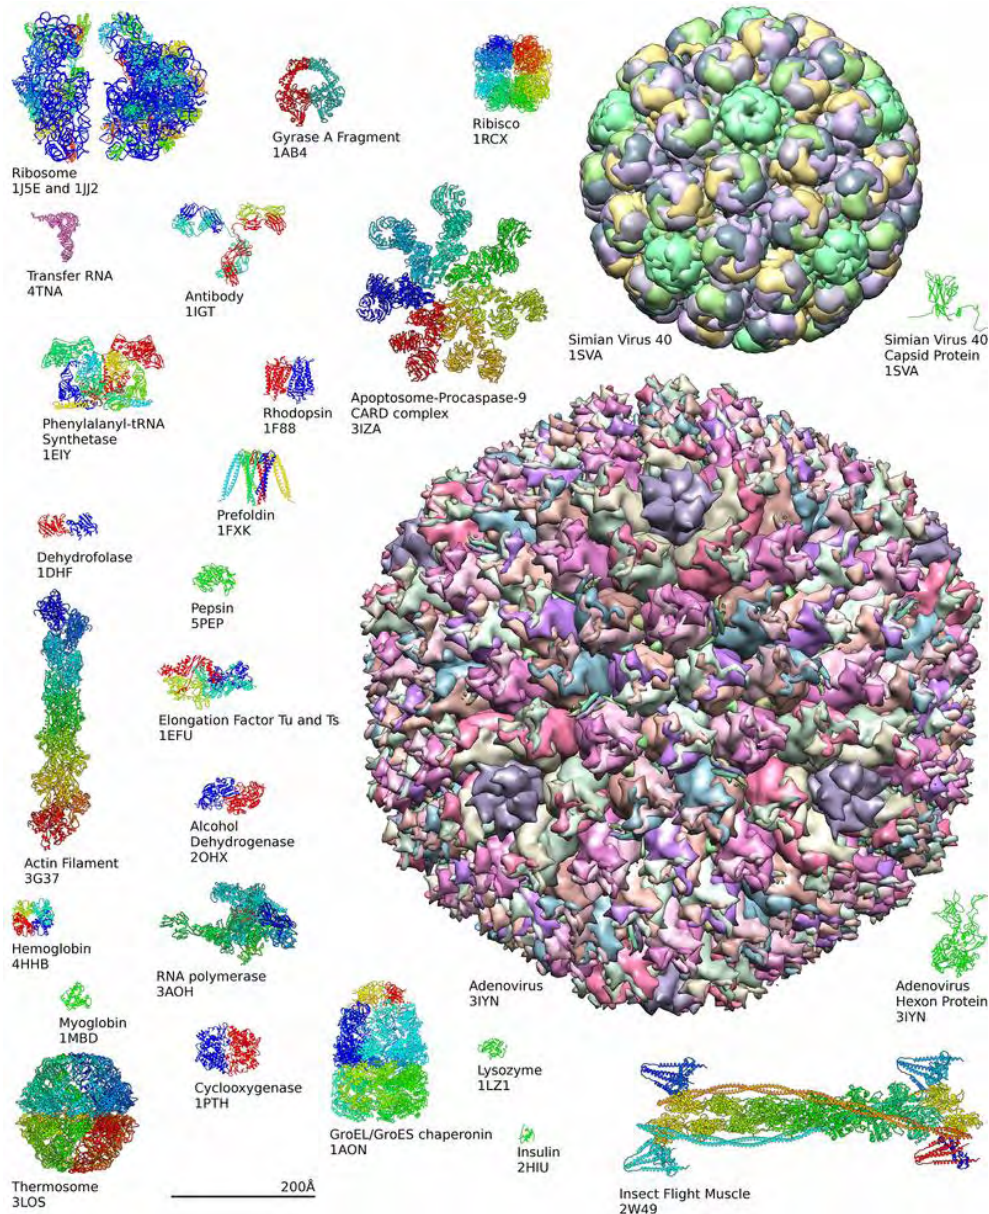 Ribosome
1J5E and 1JJ2
Gyrase A Fragment
1AB4
Ribisco
1RCX
Transfer RNA
4TNA
Antibody
1IGT
Apoptosome-Procaspase-9
CARD complex
3IZA
Simian Virus 40
1SVA
Simian Virus 40
Capsid Protein
1SVA
Phenylalanyl-tRNA
Synthetase
1EIY
Rhodopsin
1F88
Prefoldin
1FXK
Dehydrofolase
1DHF
Pepsin
5PEP
Elongation Factor Tu and Ts
1EFU
Alcohol
Dehydrogenase
2OHX
Actin Filament
3G37
Hemoglobin
4HHB
RNA polymerase
3AOH
Adenovirus
3IYN
Adenovirus
Hexon Protein
3IYN
Myoglobin
1MBD
Cyclooxygenase
1PTH
GroEL/GroES chaperonin
1AON
Lysozyme
1LZ1
Insulin
2HIU
Thermosome
3LOS
200Å
Insect Flight Muscle
2W49